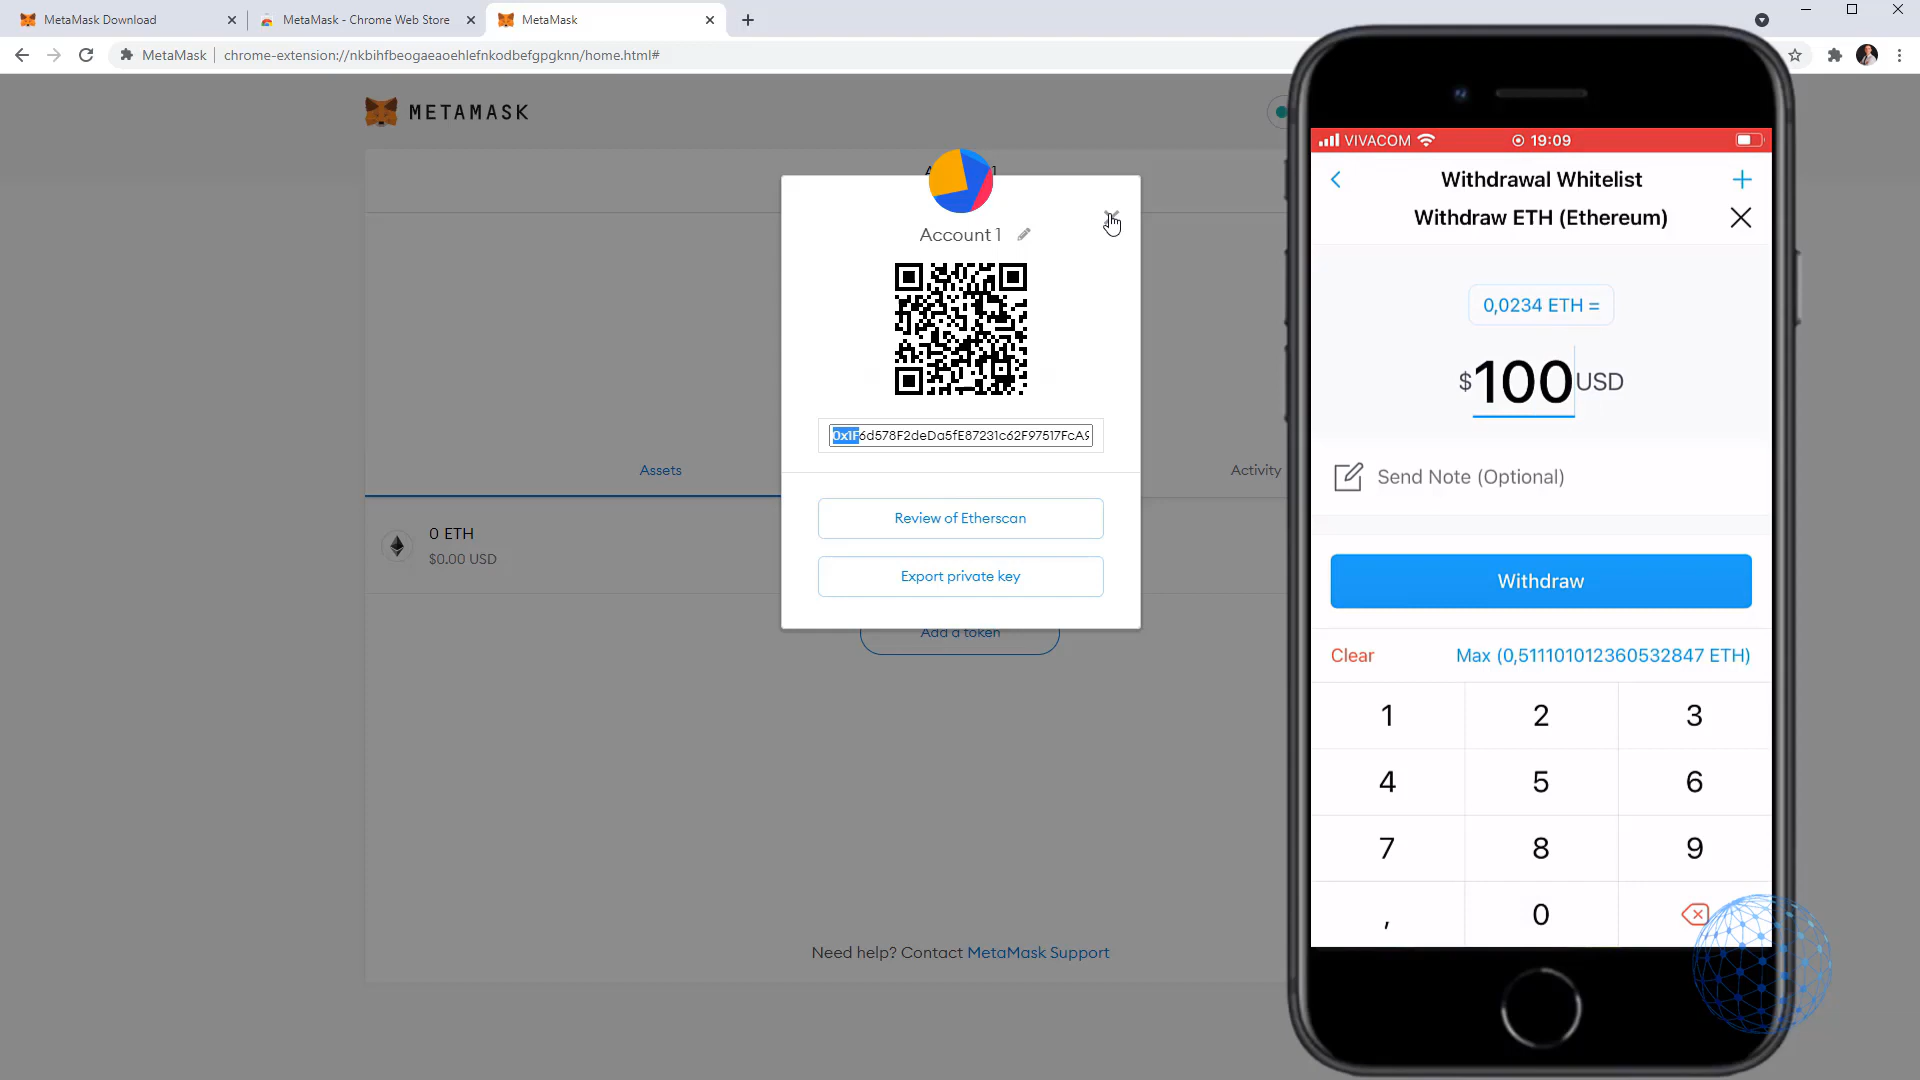 MetaMask Download
MetaMask - Chrome Web Store
MetaMask
MetaMask
chrome-extension://nkbihfbeogaeaoehlefnkodbefgpgknn/home.html#
METAMASK
Account 1
0x1F6d578F2deDa5fE87231c62F97517FcA9
Review of Etherscan
Export private key
Assets
Activity
0 ETH
$0.00 USD
Add a token
Need help? Contact MetaMask Support
VIVACOM
19:09
Withdrawal Whitelist
Withdraw ETH (Ethereum)
0,0234 ETH =
$100USD
Send Note (Optional)
Withdraw
Clear
Max (0,511101012360532847 ETH)
1 2 3
4 5 6
7 8 9
, 0